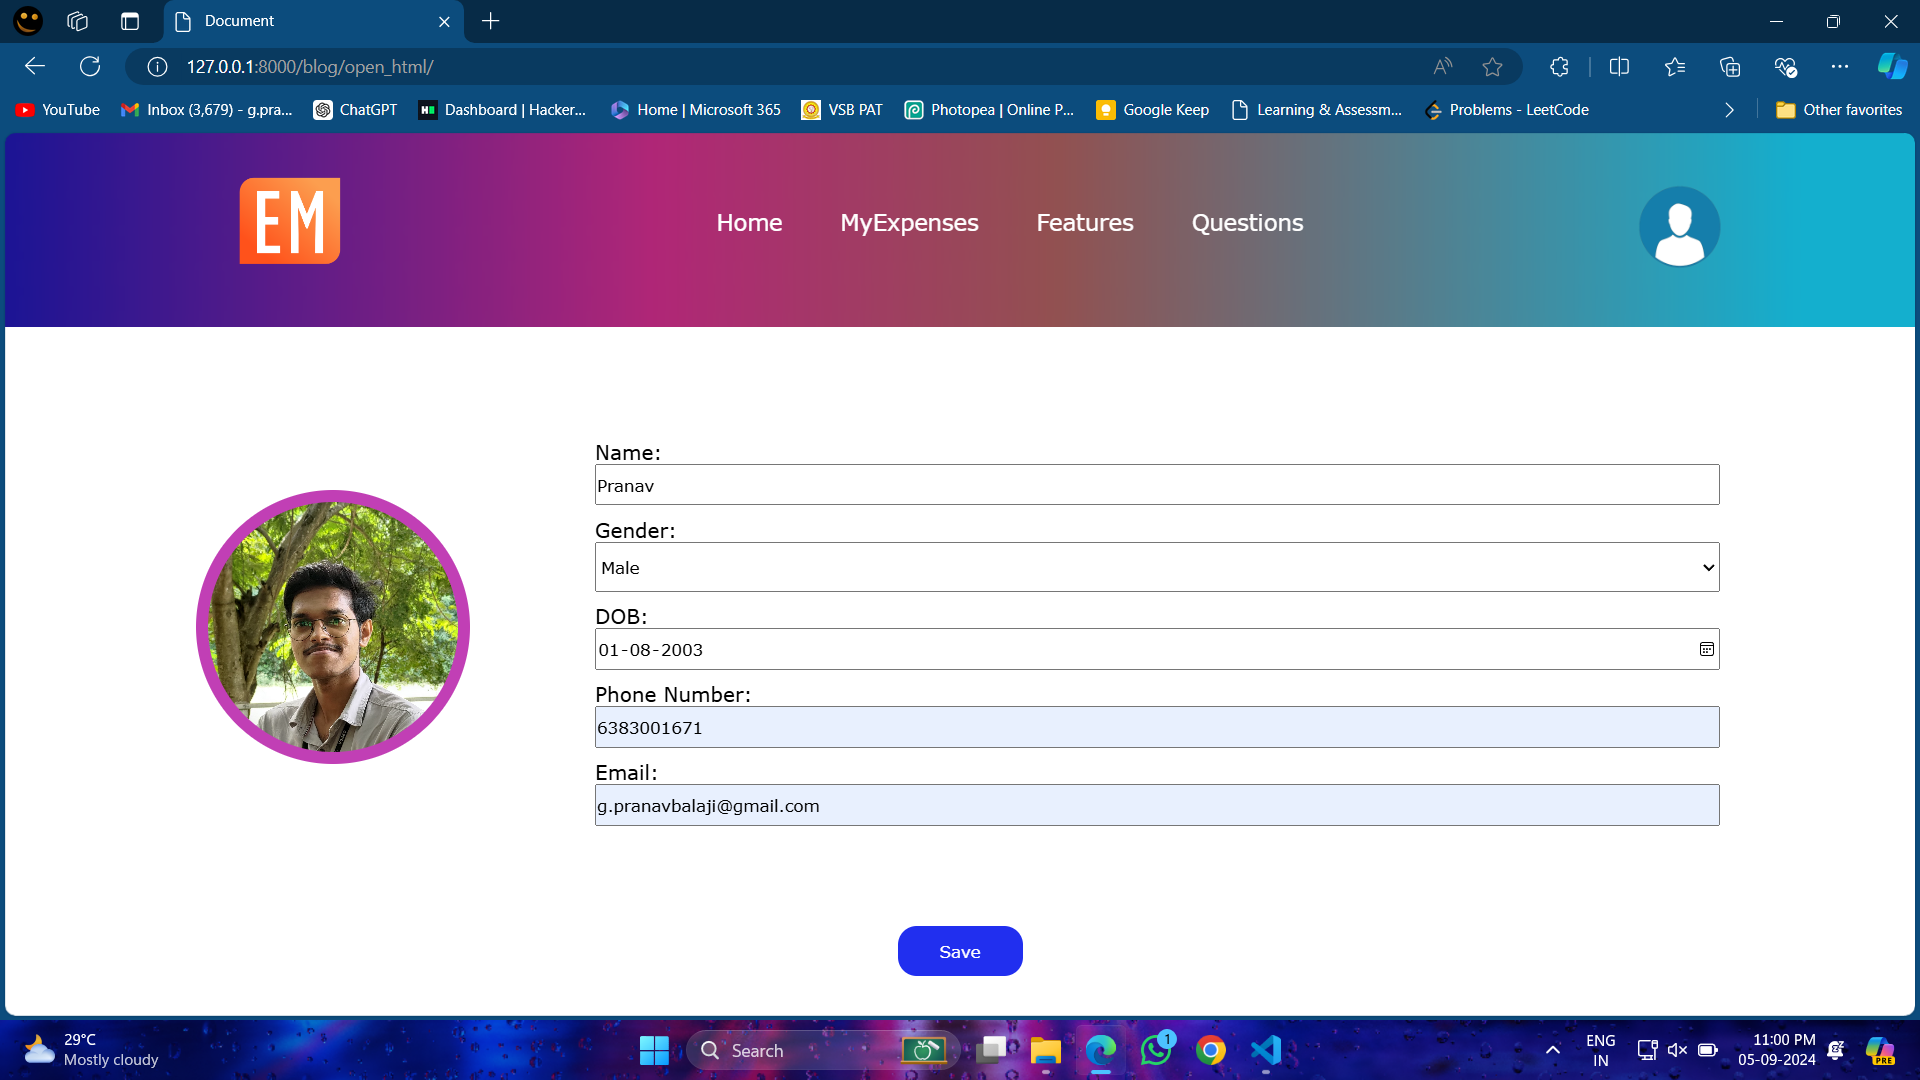 Document
127.0.0.1:8000/blog/open_html/
YouTube
Inbox (3,679) - g.pra...
ChatGPT
Dashboard | Hacker...
Home | Microsoft 365
VSB PAT
Photopea | Online P...
Google Keep
Learning & Assessm...
Problems - LeetCode
Other favorites
EM
Home
MyExpenses
Features
Questions
Name:
Pranav
Gender:
Male
DOB:
01-08-2003
Phone Number:
6383001671
Email:
g.pranavbalaji@gmail.com
Save
29°C
Mostly cloudy
Search
1
ENG
IN
11:00 PM
05-09-2024
PRE